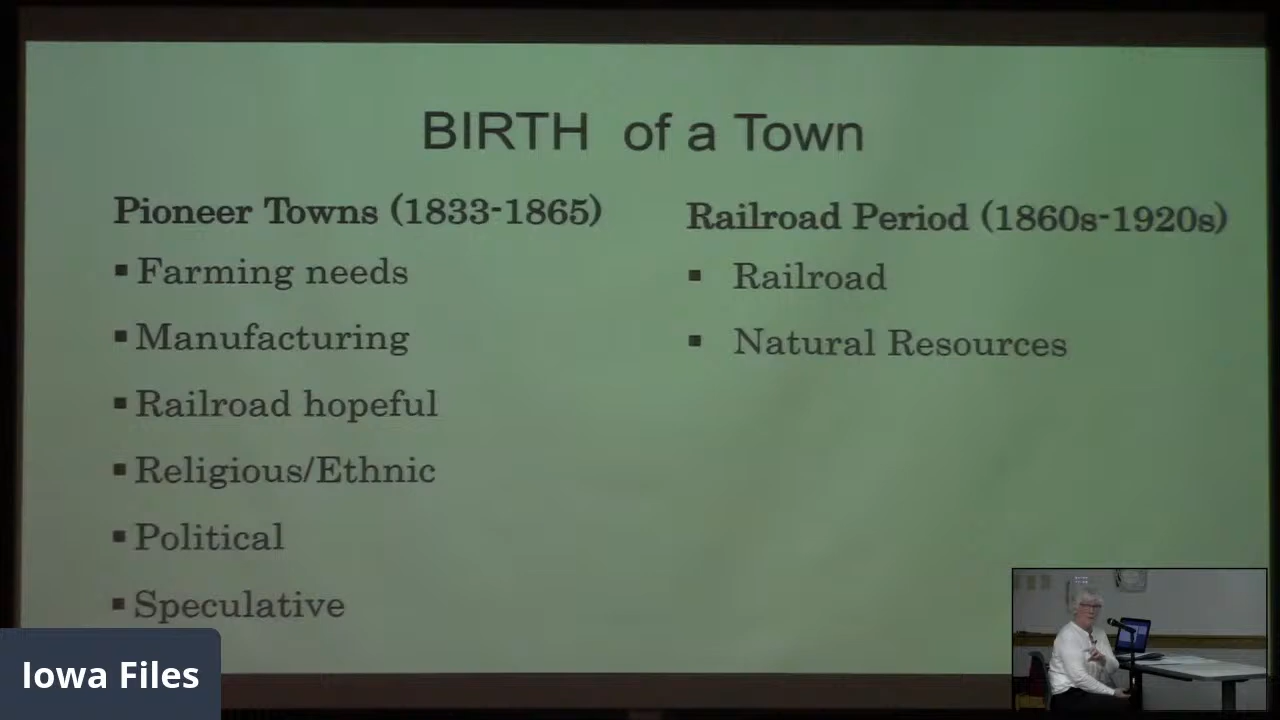 BIRTH of a Town
Pioneer Towns (1833-1865)
▪ Farming needs
▪ Manufacturing
▪ Railroad hopeful
▪ Religious/Ethnic
▪ Political
▪ Speculative
Railroad Period (1860s-1920s)
▪ Railroad
▪ Natural Resources
Iowa Files